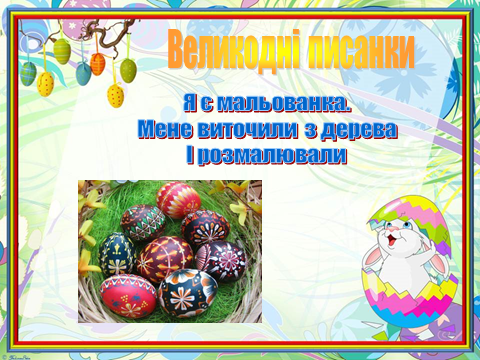 Великодні писанки
Я є мальованка.
Мене виточили з дерева
І розмалювали